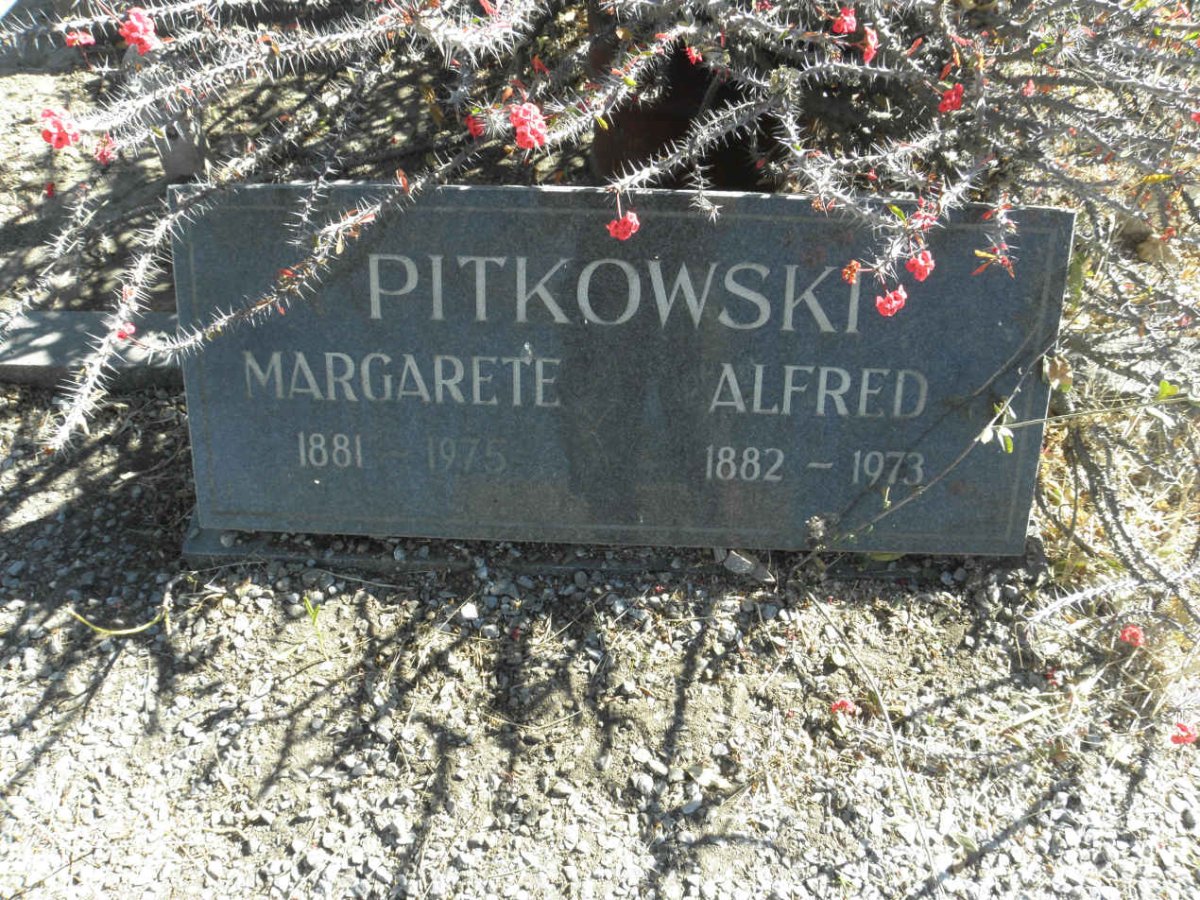 PITKOWSKI
MARGARETE ALFRED
1881 – 1975 1882 ~ 1973